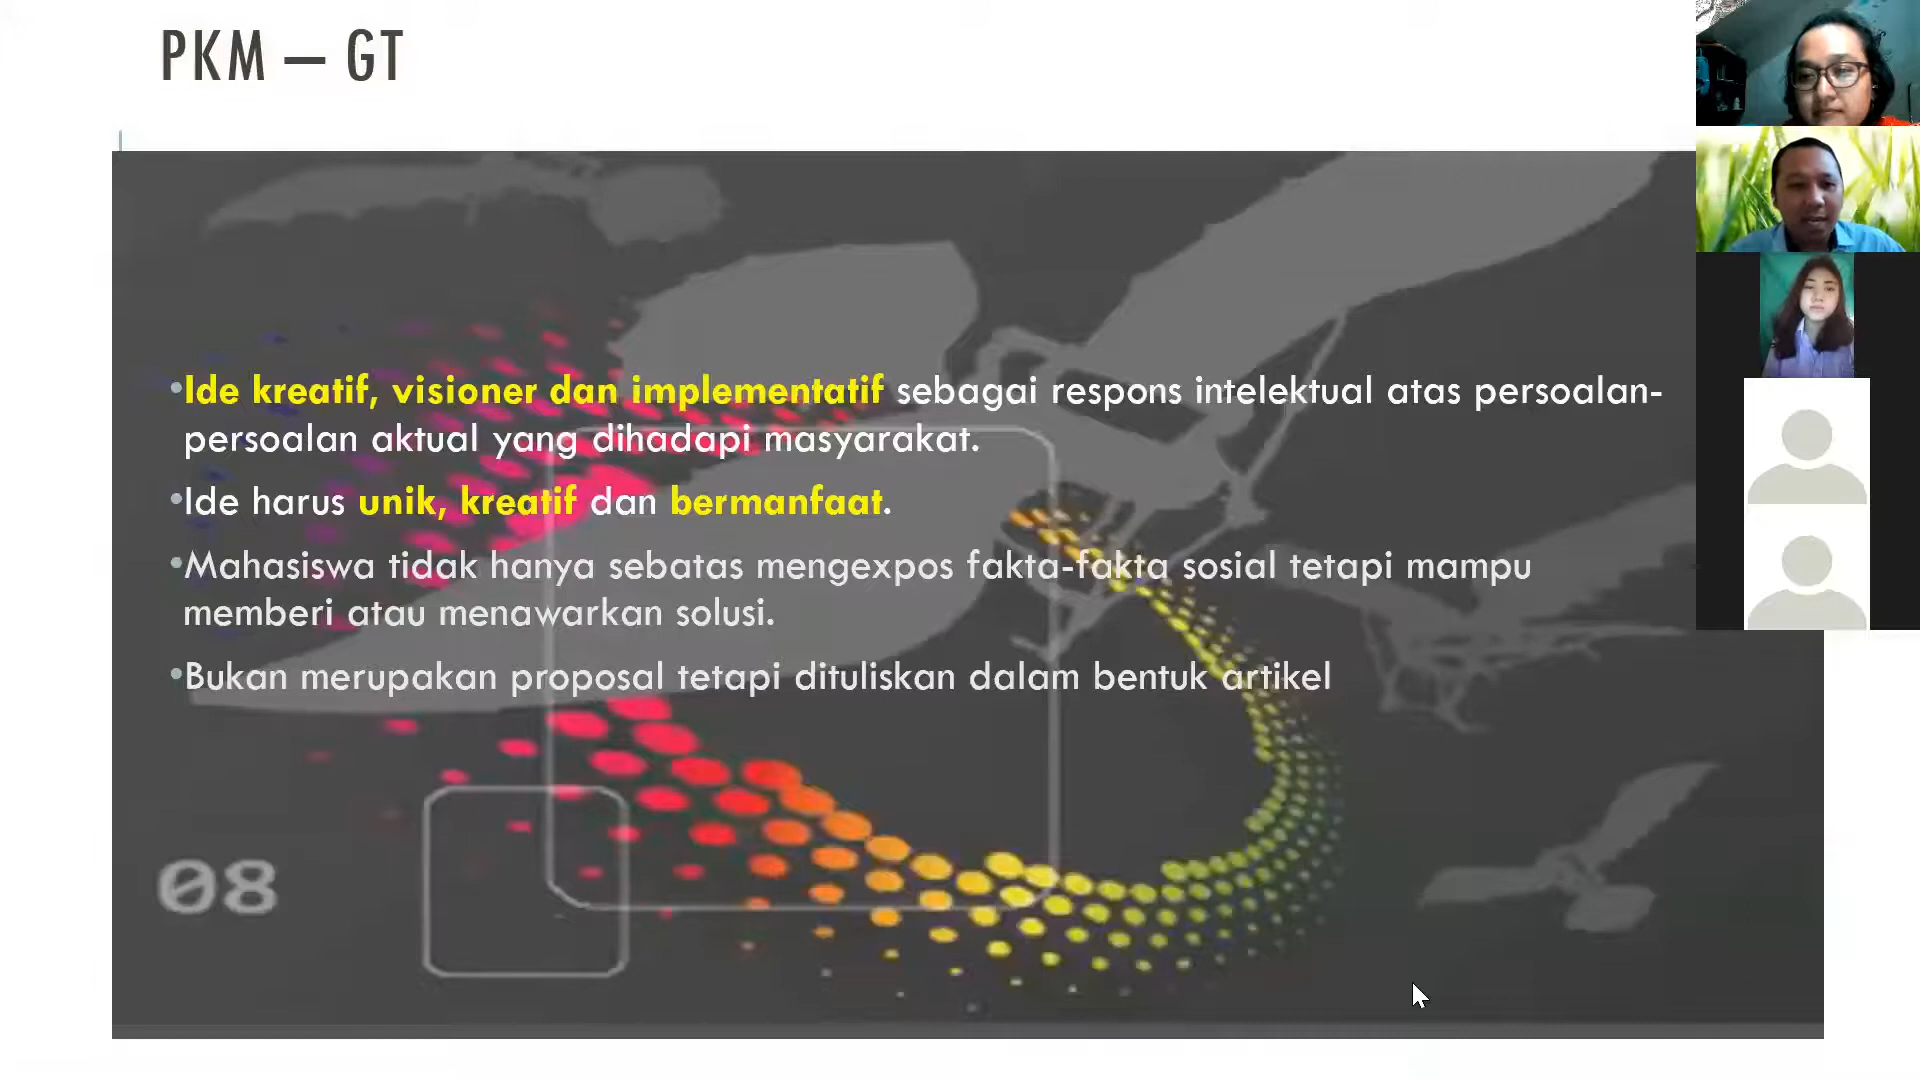 PKM – GT
•Ide kreatif, visioner dan implementatif sebagai respons intelektual atas persoalan-
persoalan aktual yang dihadapi masyarakat.
•Ide harus unik, kreatif dan bermanfaat.
•Mahasiswa tidak hanya sebatas mengexpos fakta-fakta sosial tetapi mampu
memberi atau menawarkan solusi.
•Bukan merupakan proposal tetapi dituliskan dalam bentuk artikel
08